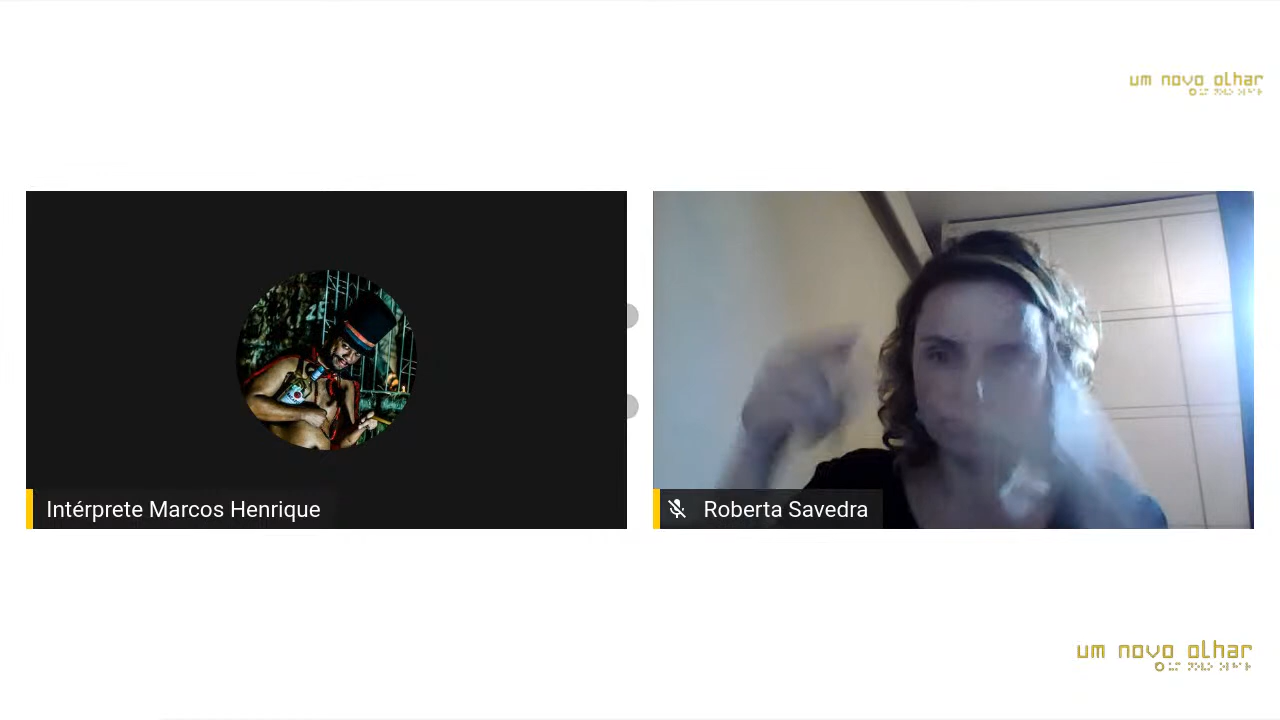 um novo olhar
Intérprete Marcos Henrique
Roberta Savedra
um novo olhar